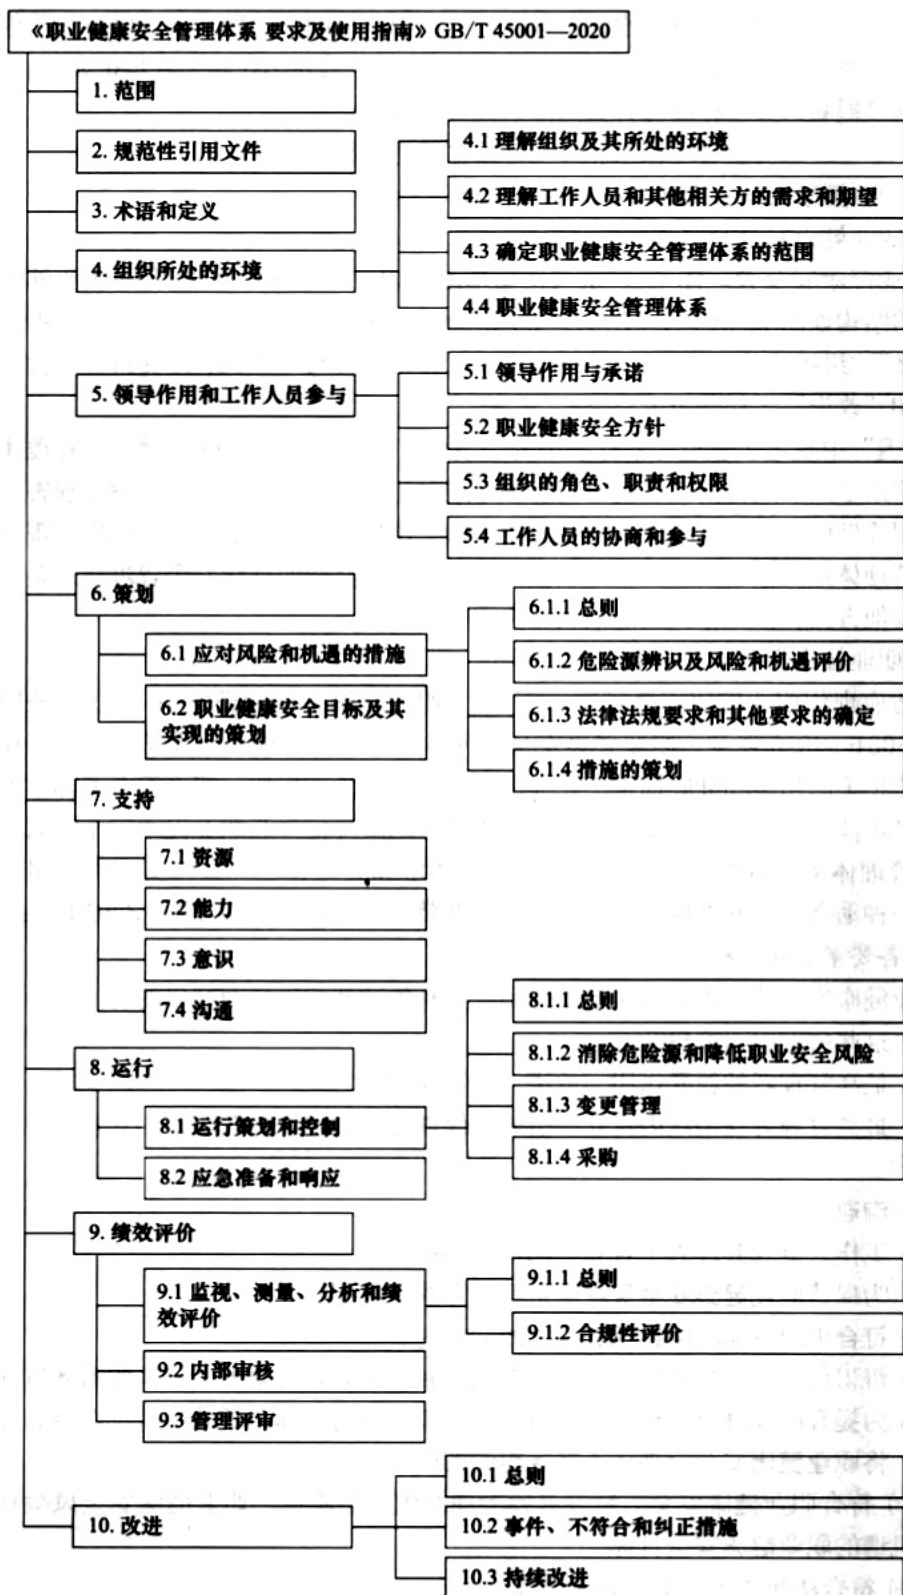 《职业健康安全管理体系 要求及使用指南》GB/T 45001—2020
1. 范围
2. 规范性引用文件
3. 术语和定义
4. 组织所处的环境
4.1 理解组织及其所处的环境
4.2 理解工作人员和其他相关方的需求和期望
4.3 确定职业健康安全管理体系的范围
4.4 职业健康安全管理体系
5. 领导作用和工作人员参与
5.1 领导作用与承诺
5.2 职业健康安全方针
5.3 组织的角色、职责和权限
5.4 工作人员的协商和参与
6. 策划
6.1 应对风险和机遇的措施
6.1.1 总则
6.1.2 危险源辨识及风险和机遇评价
6.1.3 法律法规要求和其他要求的确定
6.1.4 措施的策划
6.2 职业健康安全目标及其
实现的策划
7. 支持
7.1 资源
7.2 能力
7.3 意识
7.4 沟通
8. 运行
8.1 运行策划和控制
8.1.1 总则
8.1.2 消除危险源和降低职业安全风险
8.1.3 变更管理
8.1.4 采购
8.2 应急准备和响应
9. 绩效评价
9.1 监视、测量、分析和绩
效评价
9.1.1 总则
9.1.2 合规性评价
9.2 内部审核
9.3 管理评审
10. 改进
10.1 总则
10.2 事件、不符合和纠正措施
10.3 持续改进